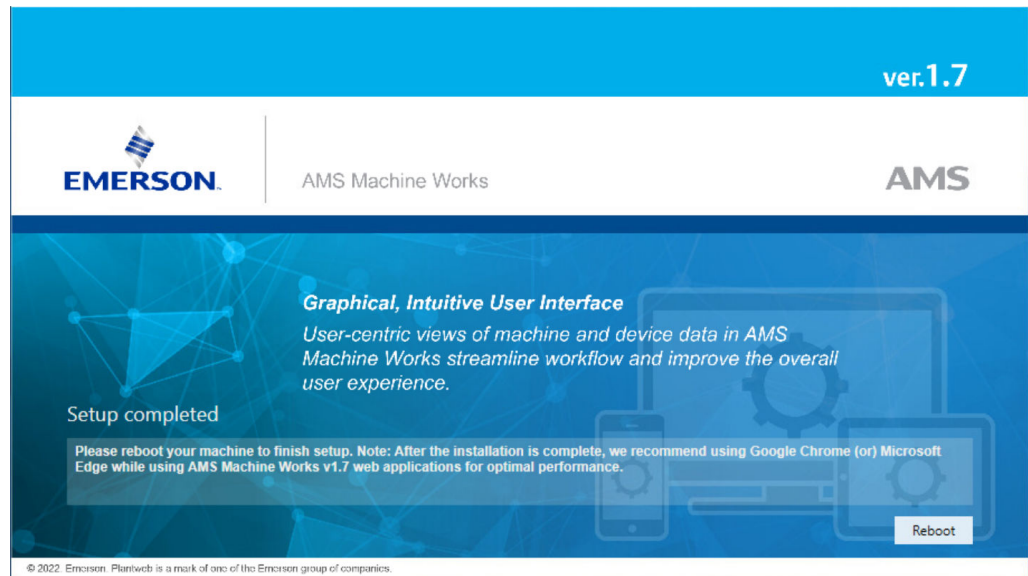 ver.1.7
EMERSON.
AMS Machine Works
AMS
Graphical, Intuitive User Interface
User-centric views of machine and device data in AMS
Machine Works streamline workflow and improve the overall
user experience.
Setup completed
Please reboot your machine to finish setup. Note: After the installation is complete, we recommend using Google Chrome (or) Microsoft
Edge while using AMS Machine Works v1.7 web applications for optimal performance.
Reboot
© 2022. Emerson. Plantweb is a mark of one of the Emerson group of companies.